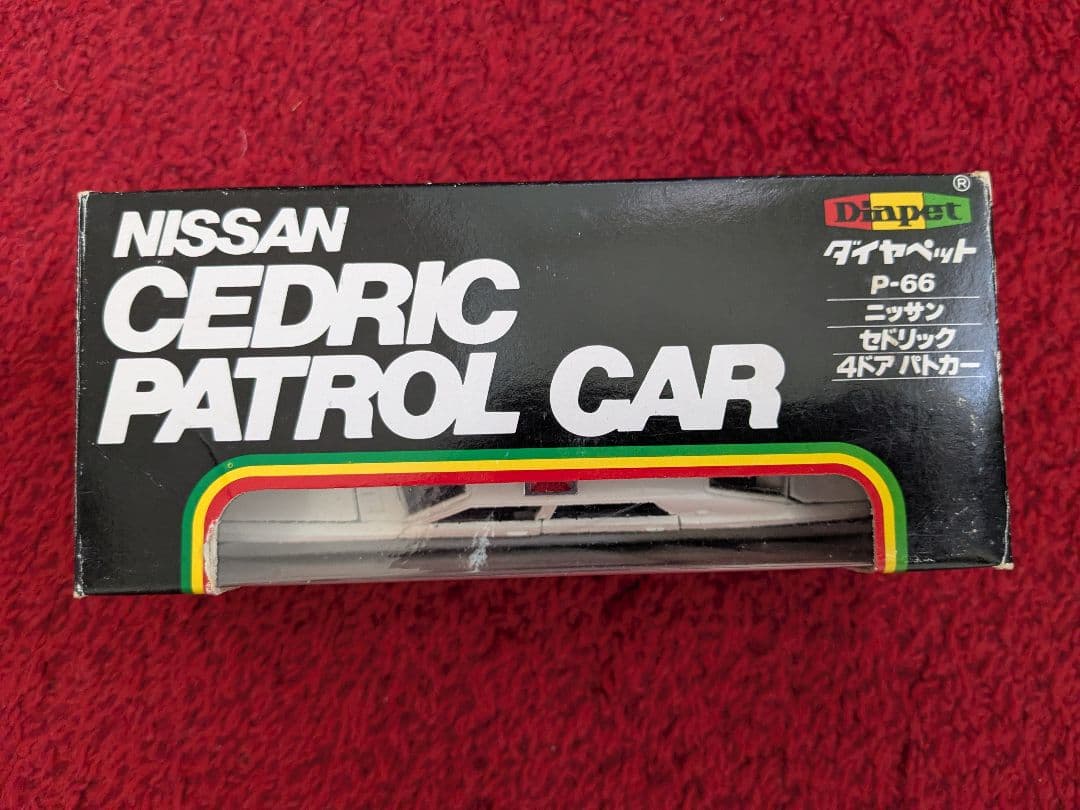 NISSAN
CEDRIC
PATROL CAR
Diapet®
ダイヤペット
P-66
ニッサン
セドリック
4ドア パトカー